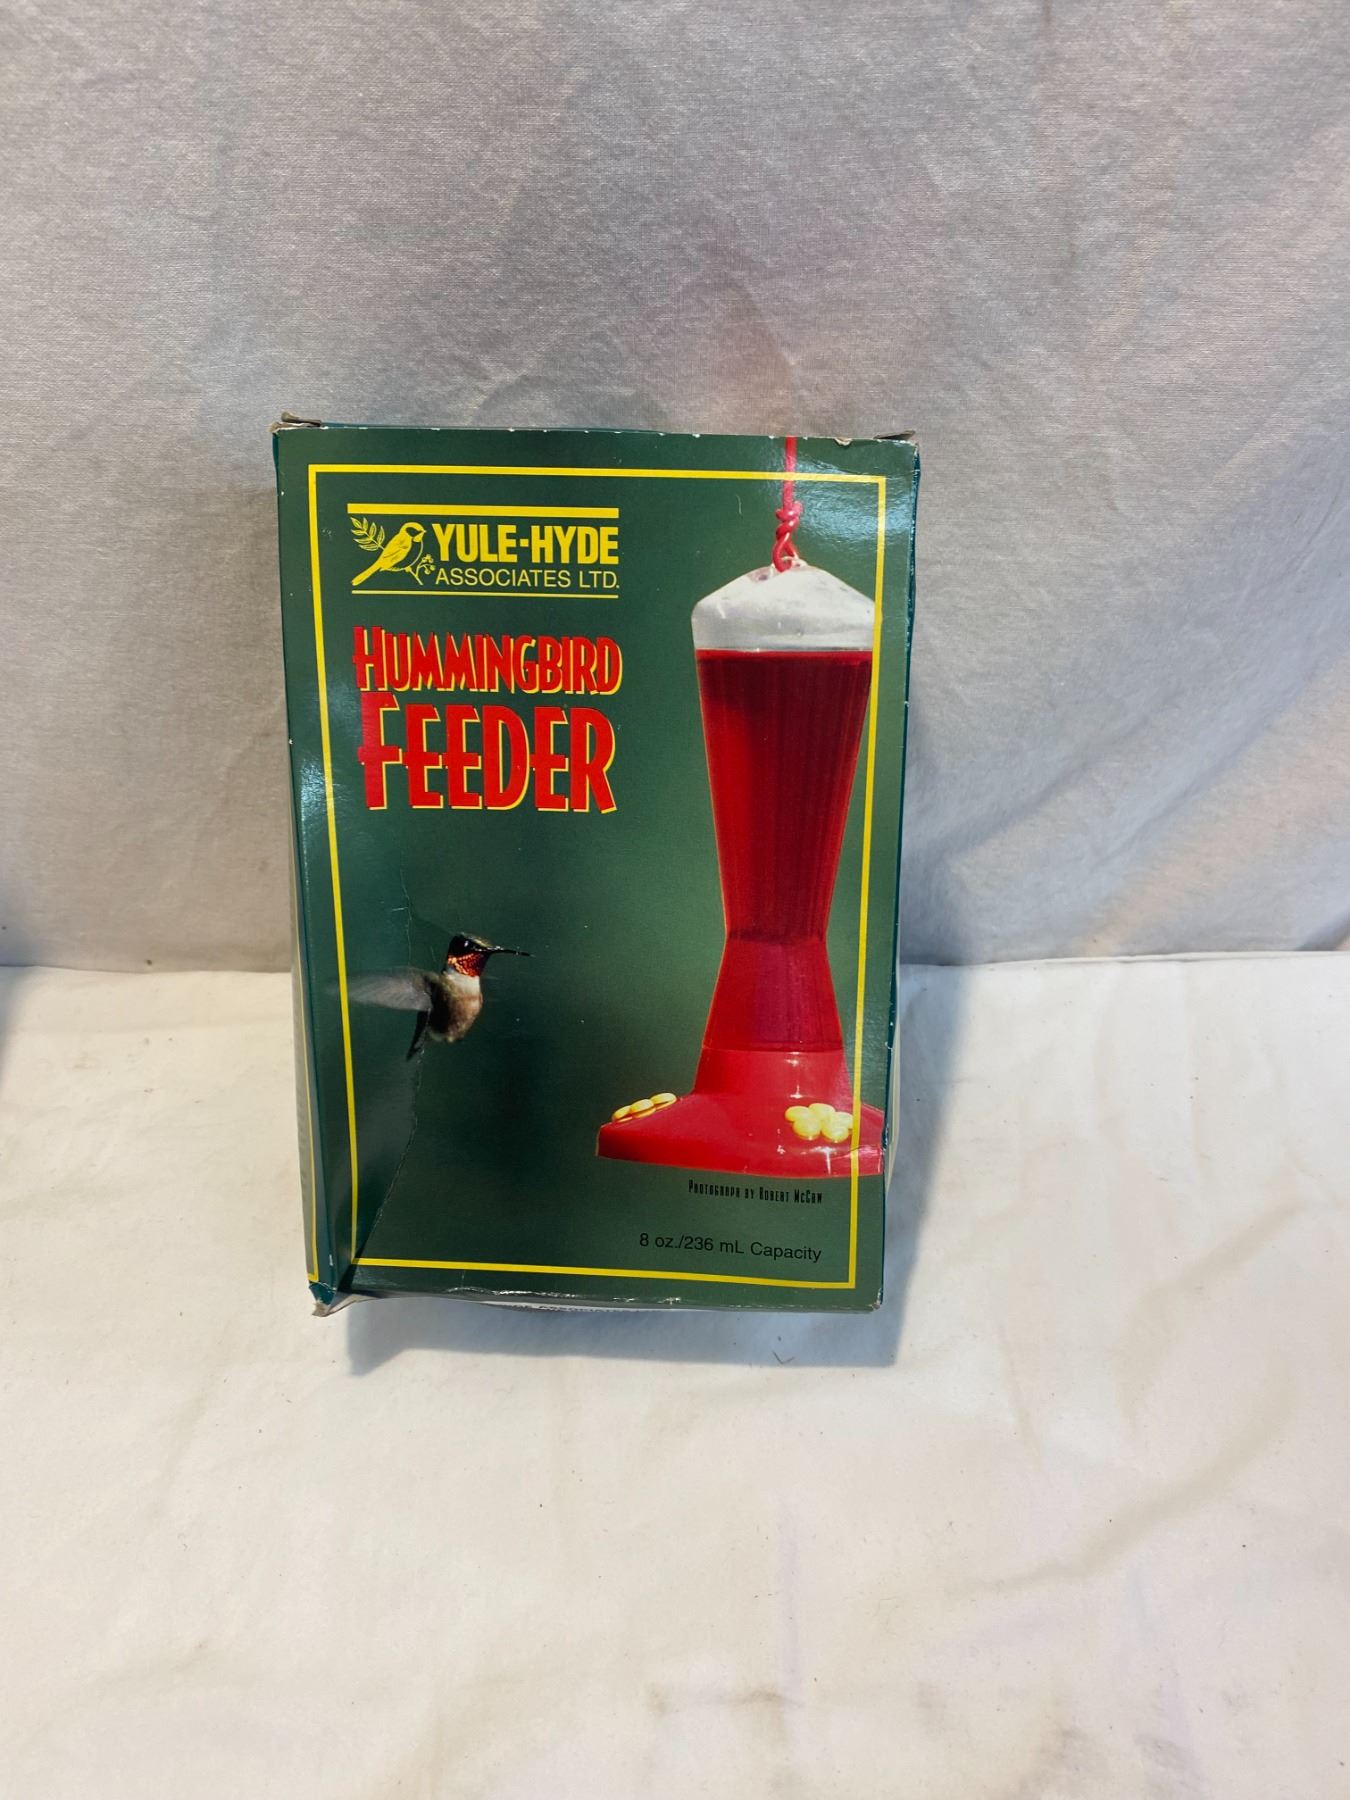 YULE-HYDE
ASSOCIATES LTD.
HUMMINGBIRD
FEEDER
PHOTOGRAPH BY ROBERT MCCAW
8 oz./236 mL Capacity